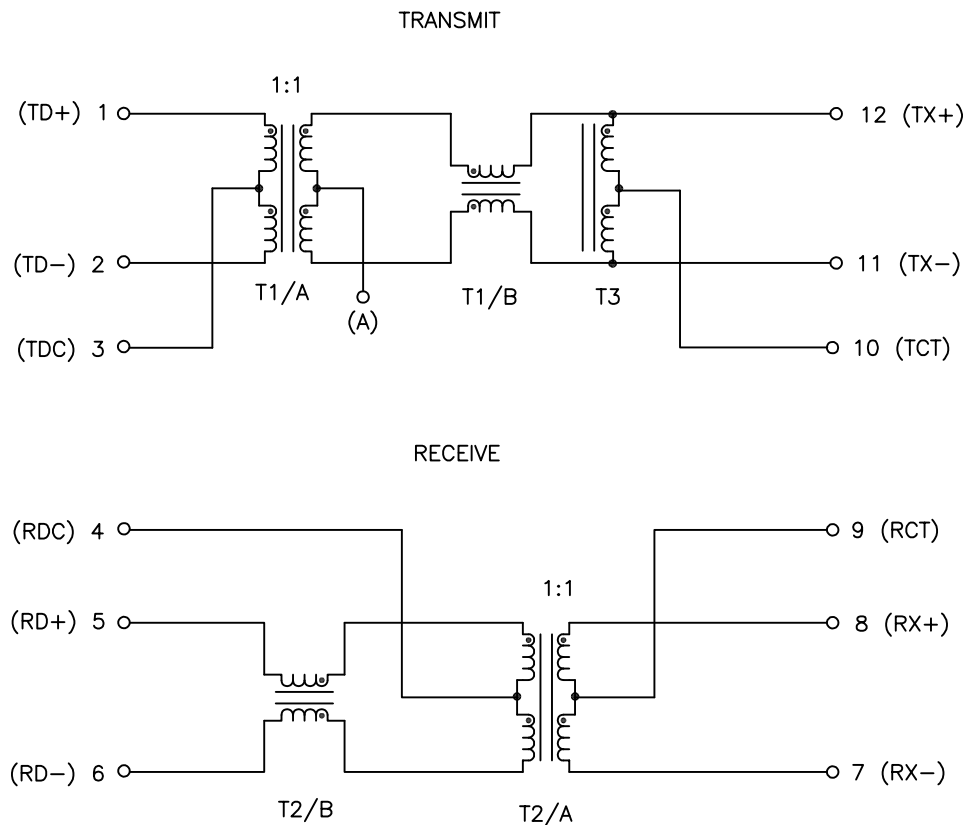 TRANSMIT
1:1
(TD+) 1
12 (TX+)
(TD-) 2
11 (TX-)
T1/A
T1/B
T3
(A)
(TDC) 3
10 (TCT)
RECEIVE
(RDC) 4
9 (RCT)
1:1
(RD+) 5
8 (RX+)
(RD-) 6
7 (RX-)
T2/B
T2/A